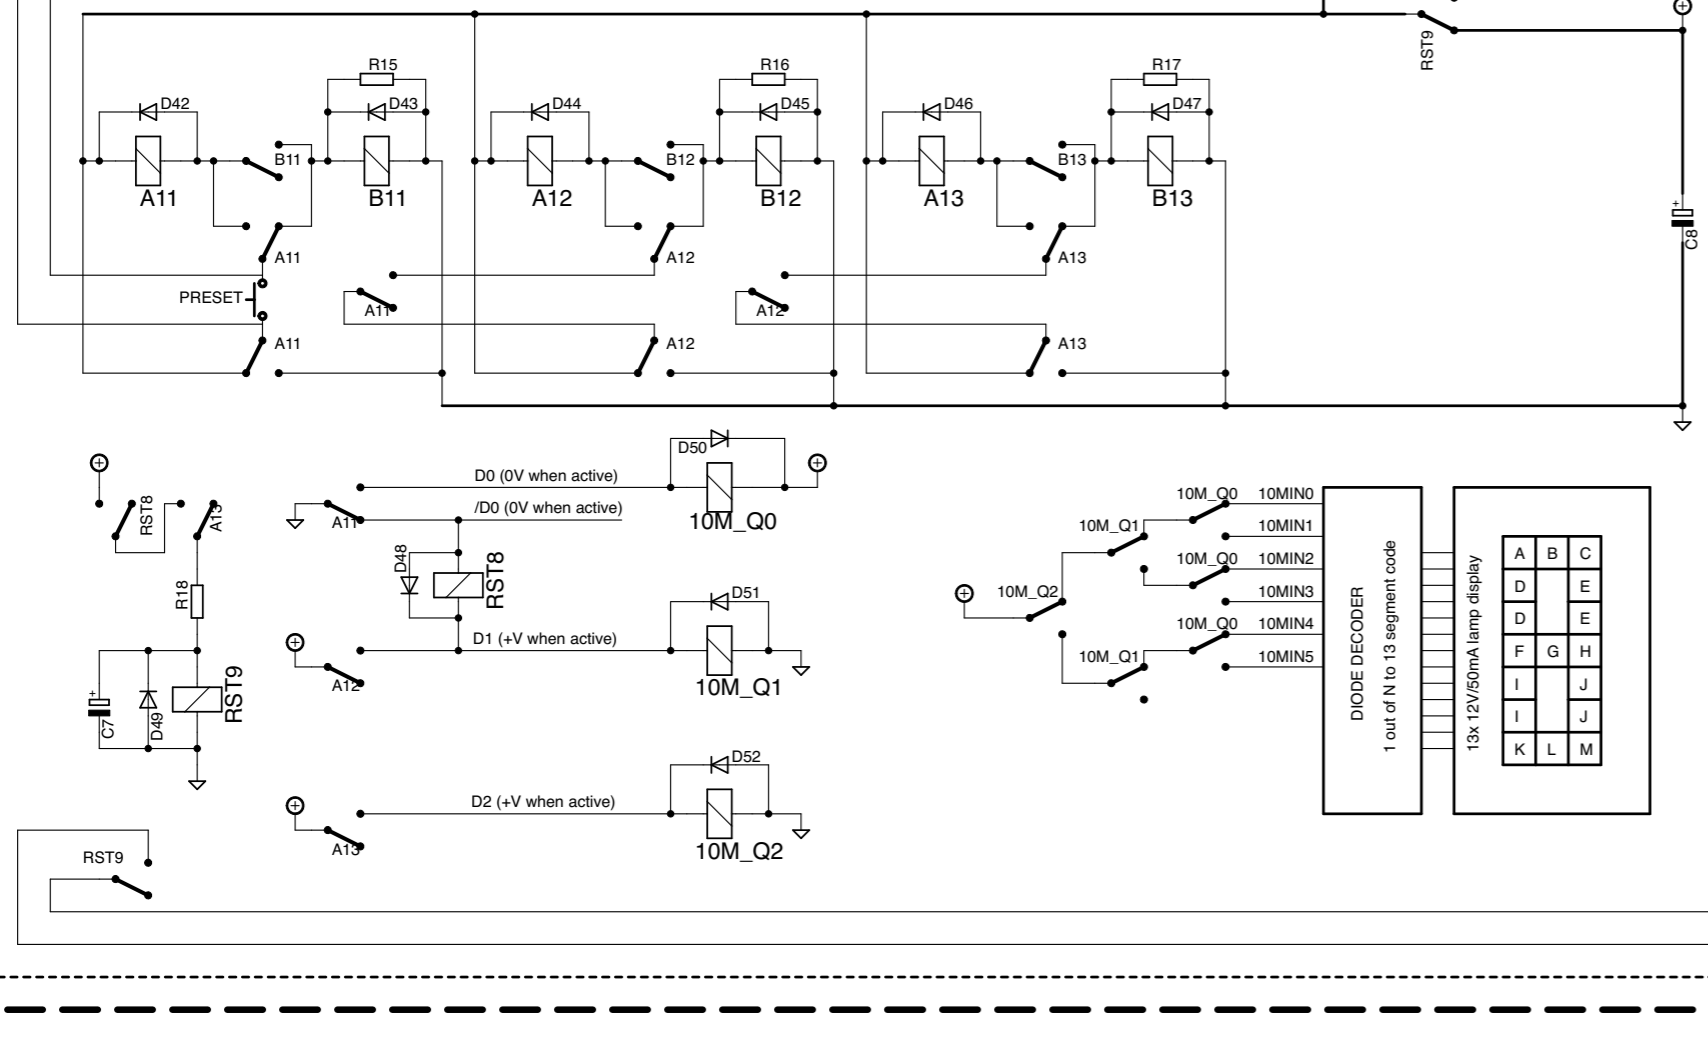 RST9
R15
R16
R17
D42
D43
D44
D45
D46
D47
B11
B12
B13
A11
B11
A12
B12
A13
B13
+
C8
A11
A12
A13
PRESET
A11
A12
A11
A12
A13
D50
D0 (0V when active)
10M_Q0
/D0 (0V when active)
RST8
A13
A11
D48
RST8
R18
D51
D1 (+V when active)
10M_Q1
A12
+
C7
D49
RST9
D52
D2 (+V when active)
10M_Q2
A13
RST9
10M_Q0 10MIN0
10M_Q1 10MIN1
10M_Q0 10MIN2
10M_Q2 10MIN3
10M_Q0 10MIN4
10M_Q1 10MIN5
DIODE DECODER
1 out of N to 13 segment code
13x 12V/50mA lamp display
A B C
D E
D E
F G H
I J
I J
K L M